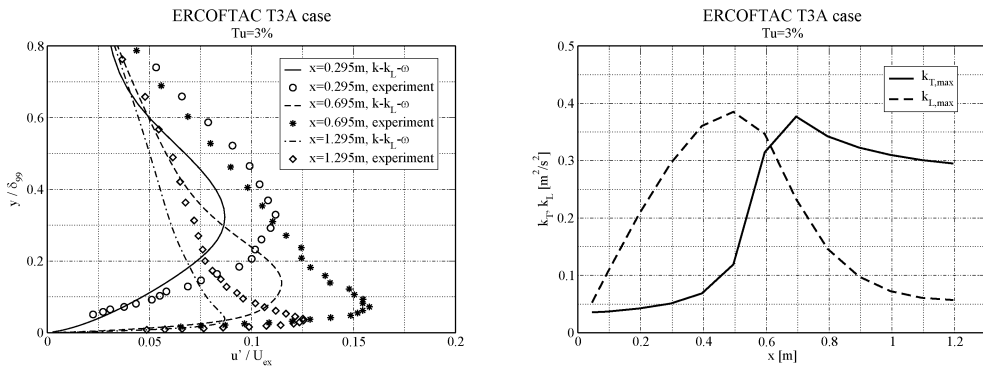 ERCOFTAC T3A case
Tu=3%
0.8
0.6
0.4
0.2
0
y / δ99
0.05
0.1
0.15
0.2
u' / Uex
x=0.295m, k-kL-ω
x=0.295m, experiment
x=0.695m, k-kL-ω
x=0.695m, experiment
x=1.295m, k-kL-ω
x=1.295m, experiment
ERCOFTAC T3A case
Tu=3%
0.5
0.4
0.3
0.2
0.1
0
kT, kL [m²/s²]
0
0.2
0.4
0.6
0.8
1
1.2
x [m]
kT,max
kL,max